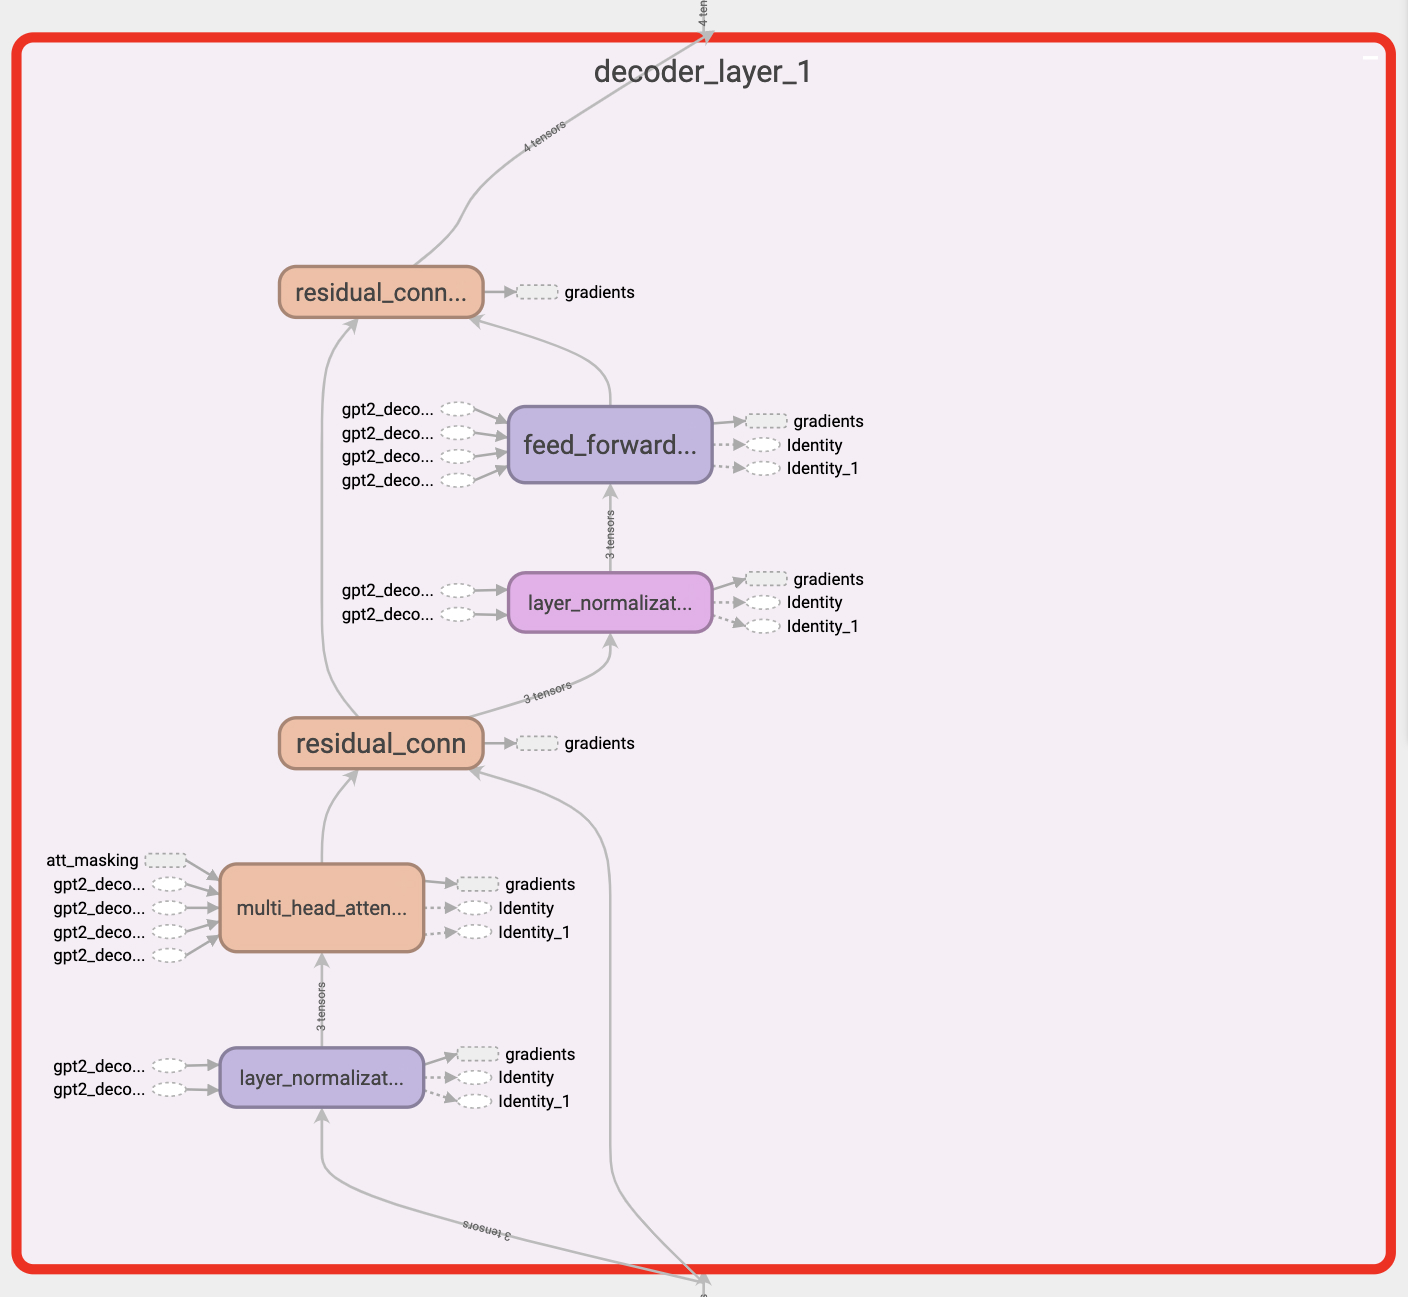 4 ten
decoder_layer_1
4 tensors
residual_conn...
gradients
gpt2_deco...
gpt2_deco...
gpt2_deco...
gpt2_deco...
feed_forward...
gradients
Identity
Identity_1
3 tensors
gpt2_deco...
gpt2_deco...
layer_normalizat...
gradients
Identity
Identity_1
3 tensors
residual_conn
gradients
att_masking
gpt2_deco...
gpt2_deco...
gpt2_deco...
gpt2_deco...
multi_head_atten...
gradients
Identity
Identity_1
3 tensors
gpt2_deco...
gpt2_deco...
layer_normalizat...
gradients
Identity
Identity_1
3 tensors